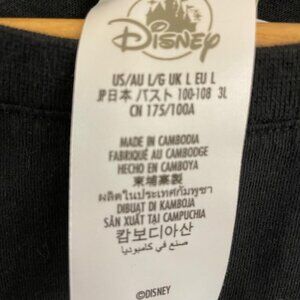 Disney
US/AU L/G UK L EU L
JP日本 バスト 100-108 3L
CN 175/100A
MADE IN CAMBODIA
FABRIQUÉ AU CAMBODGE
HECHO EN CAMBOYA
柬埔寨製
ผลิตในประเทศกัมพูชา
DIBUAT DI KAMBOJA
SẢN XUẤT TẠI CAMPUCHIA
캄보디아산
صنع في كامبوديا
©DISNEY